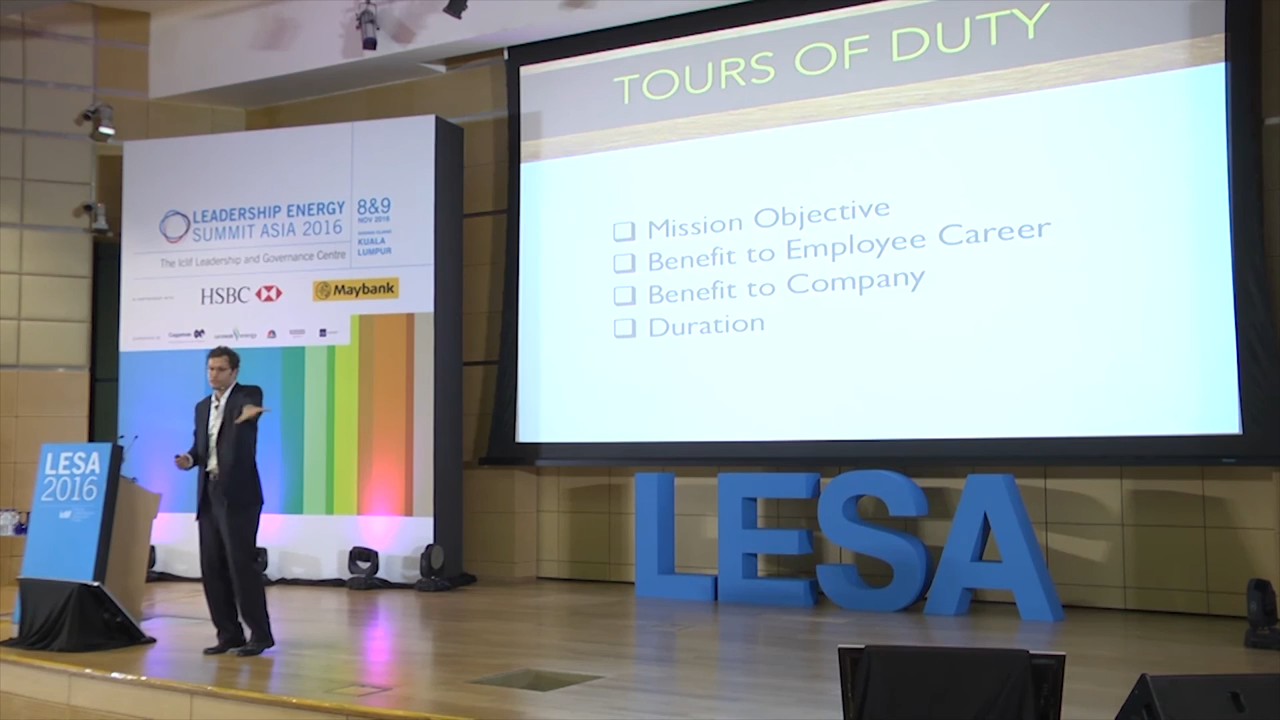 TOURS OF DUTY
❑ Mission Objective
❑ Benefit to Employee Career
❑ Benefit to Company
❑ Duration
LEADERSHIP ENERGY
SUMMIT ASIA 2016
8&9
NOV 2016
KUALA
LUMPUR
The Iclif Leadership and Governance Centre
HSBC
Maybank
LESA
2016
LESA